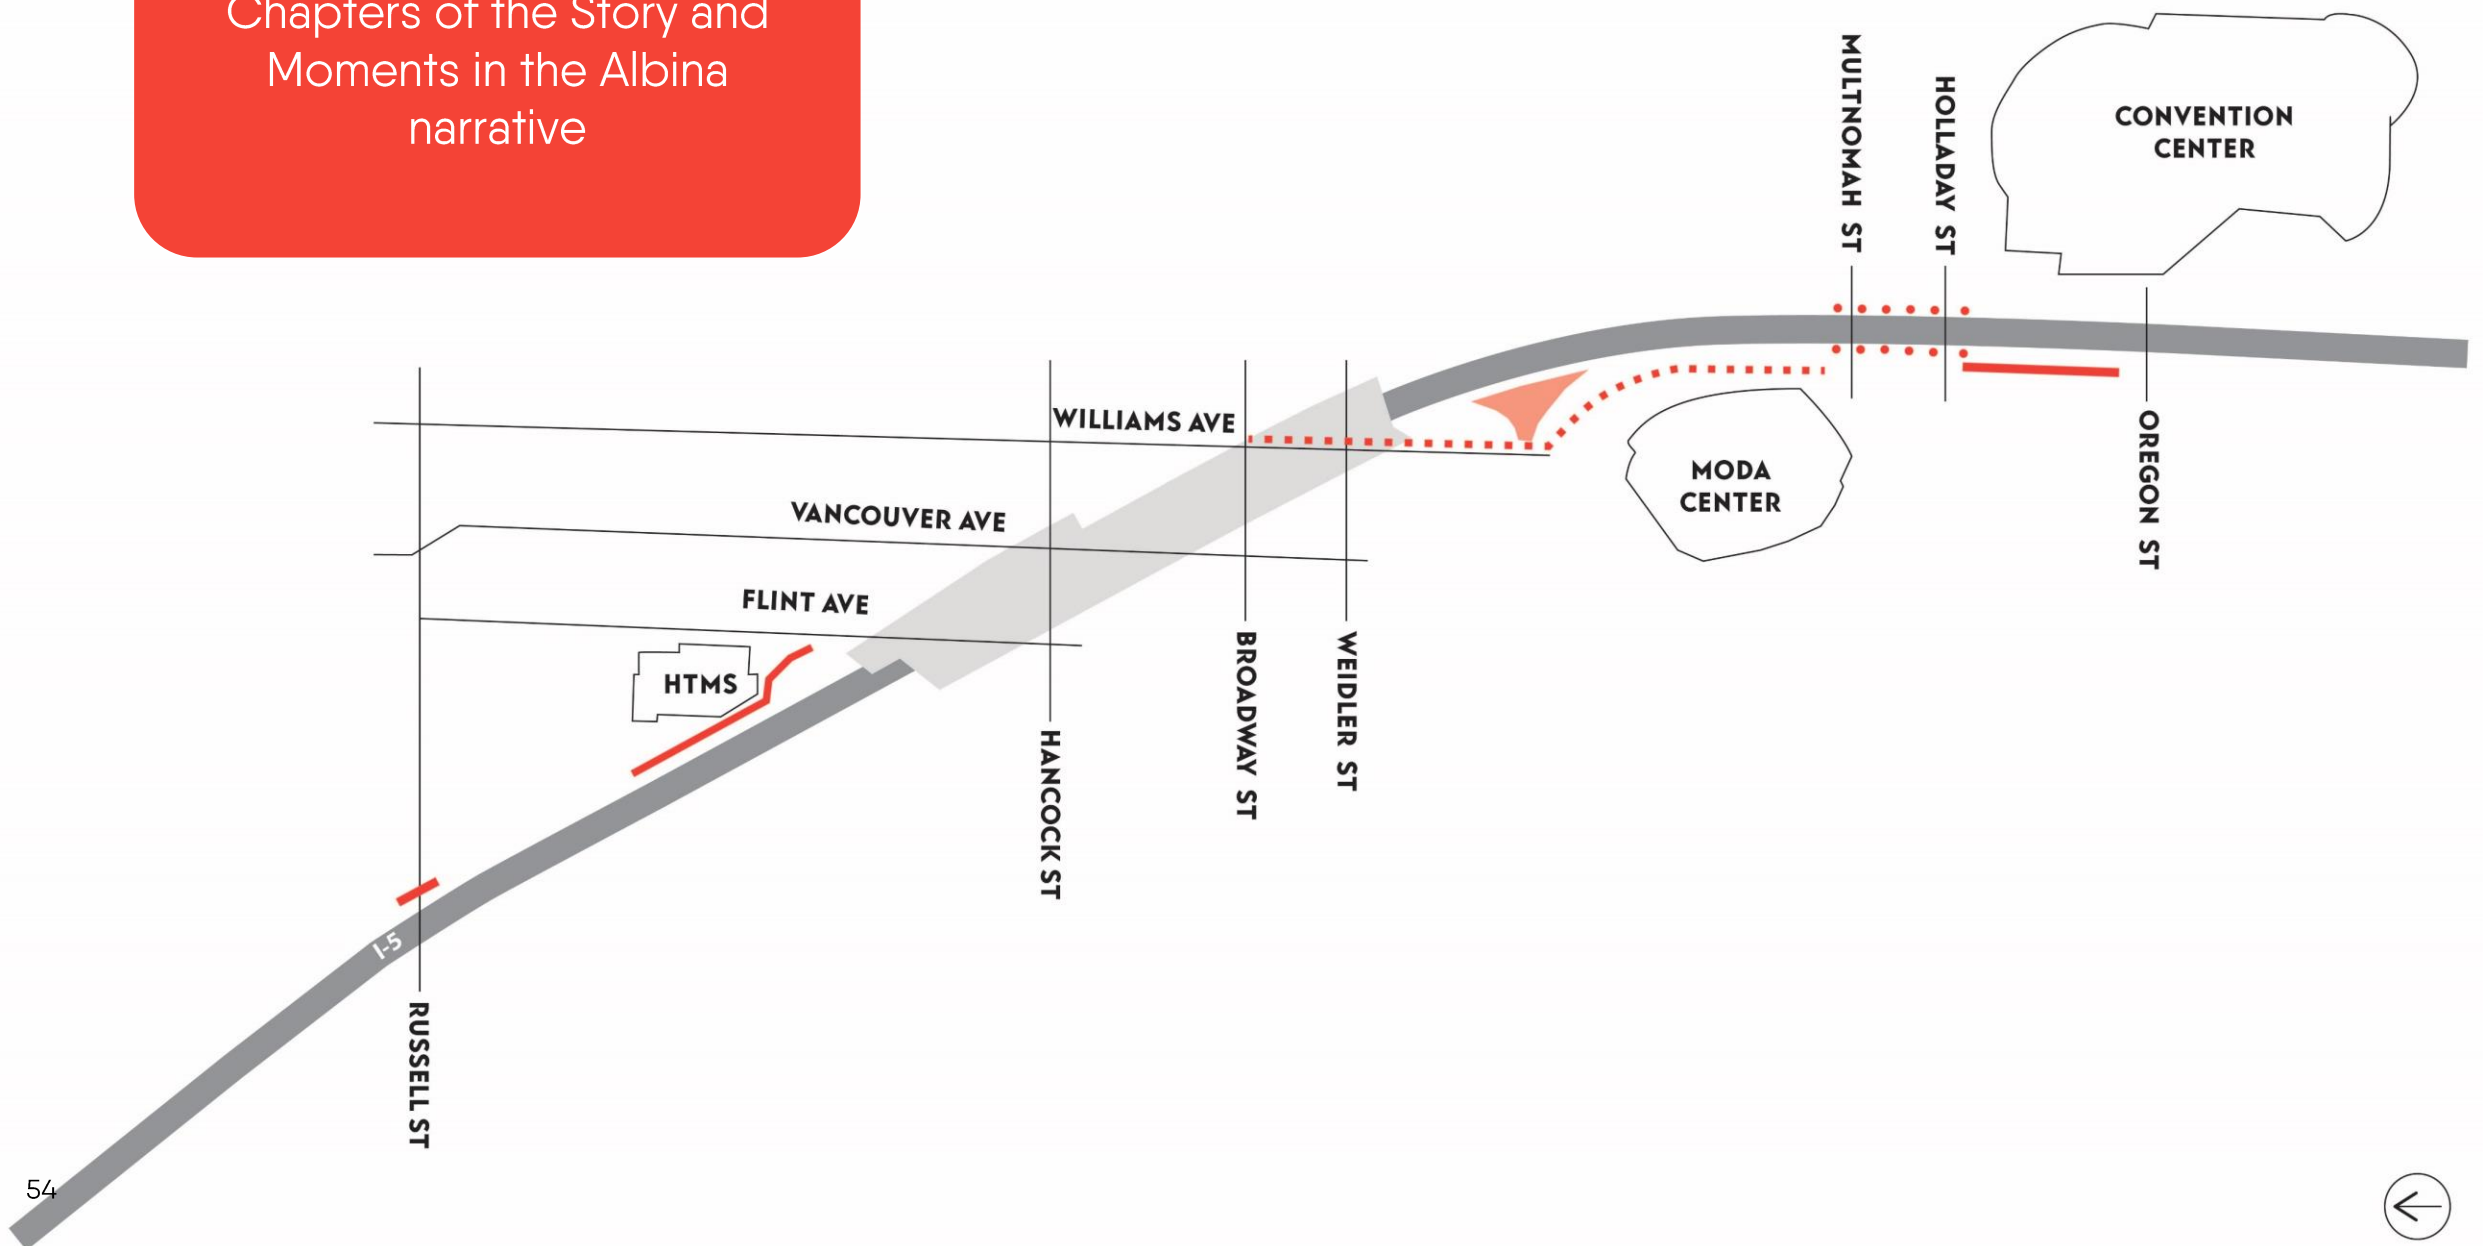 Chapters of the Story and
Moments in the Albina
narrative
MULTNOMAH ST
HOLLADAY ST
CONVENTION
CENTER
WILLIAMS AVE
VANCOUVER AVE
FLINT AVE
HTMS
MODA
CENTER
OREGON ST
BROADWAY ST
WEIDLER ST
HANCOCK ST
I-5
RUSSELL ST
54